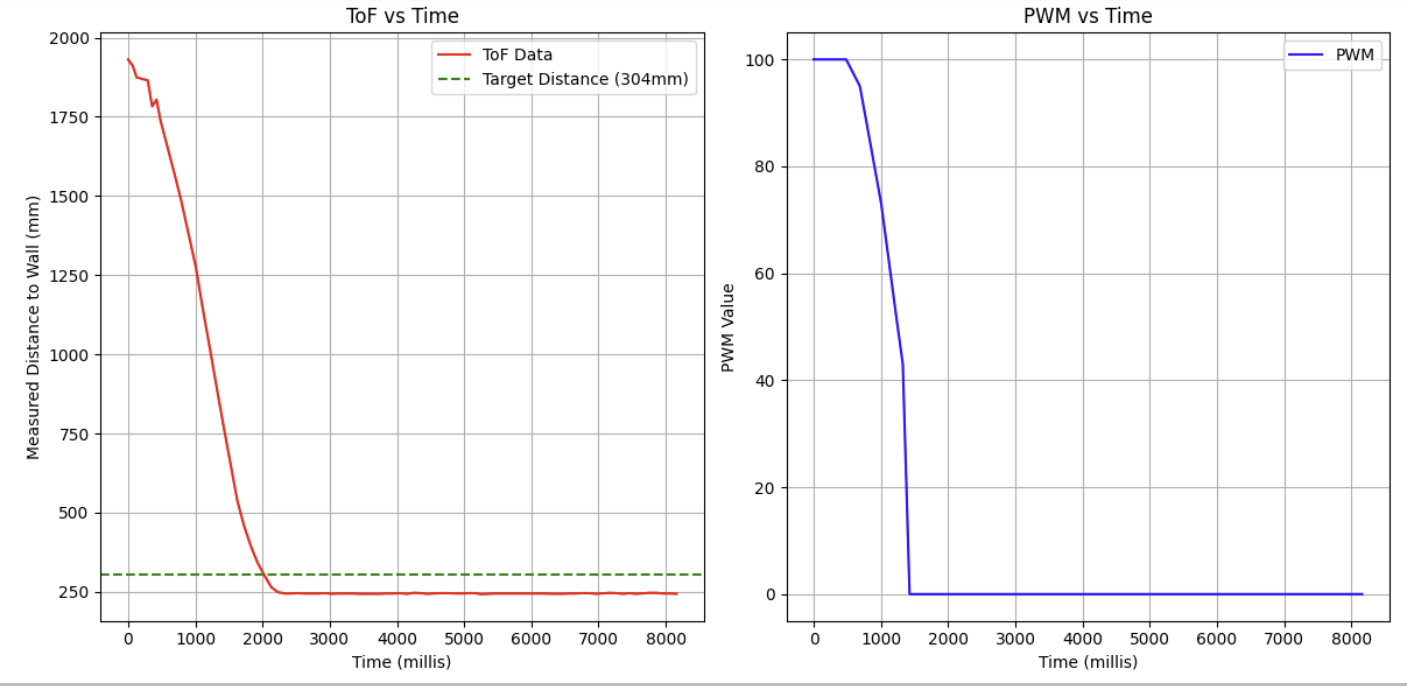 ToF vs Time
2000
1750
1500
1250
1000
750
500
250
Measured Distance to Wall (mm)
ToF Data
Target Distance (304mm)
0 1000 2000 3000 4000 5000 6000 7000 8000
Time (millis)
PWM vs Time
100
80
60
40
20
0
PWM Value
PWM
0 1000 2000 3000 4000 5000 6000 7000 8000
Time (millis)